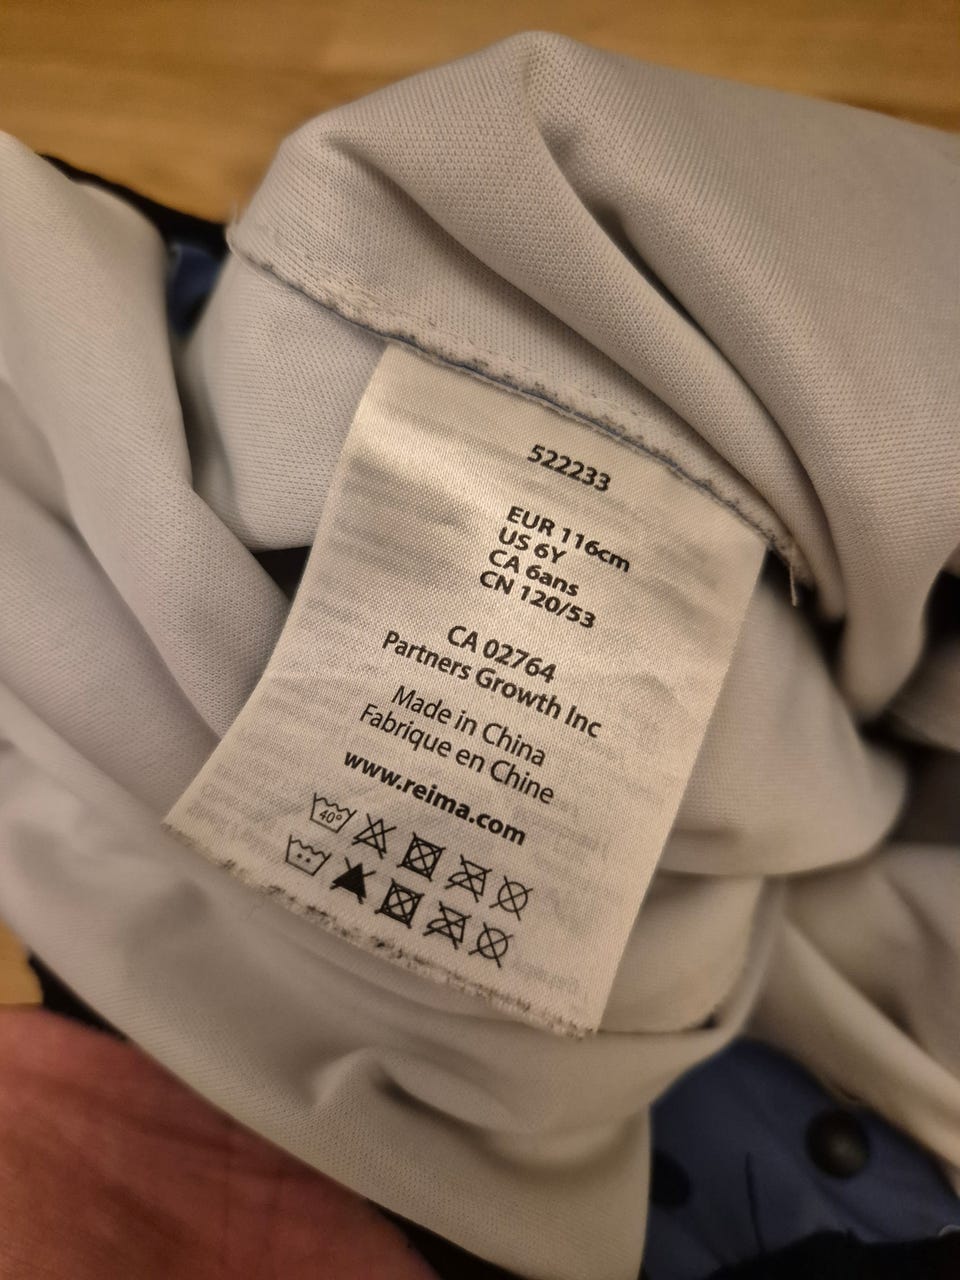 522233
EUR 116cm
US 6Y
CA 6ans
CN 120/53
CA 02764
Partners Growth Inc
Made in China
Fabrique en Chine
www.reima.com
40°